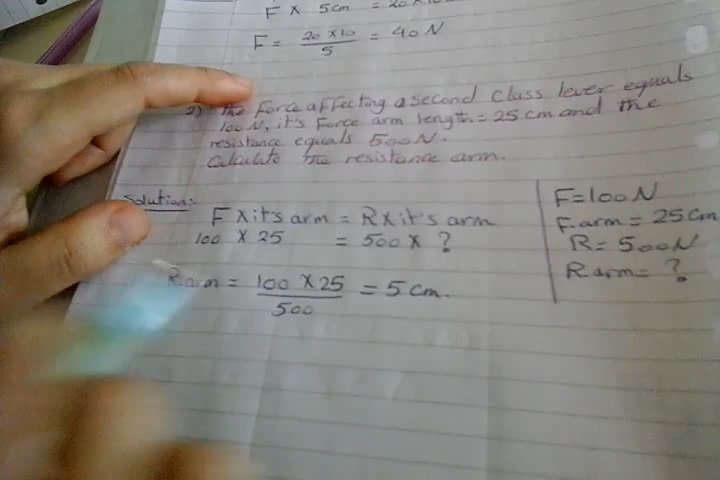 F × 5cm = 20 ×
F = 20 × 10 / 5 = 40 N
2) The Force affecting a second class lever equals
100 N, it's Force arm length = 25 cm and the
resistance equals 500 N.
Calculate the resistance arm.
Solution:-
F × it's arm = R × it's arm
100 × 25 = 500 × ?
R arm = 100 × 25 / 500 = 5 cm.
F = 100 N
F. arm = 25 cm
R = 500 N
R arm = ?